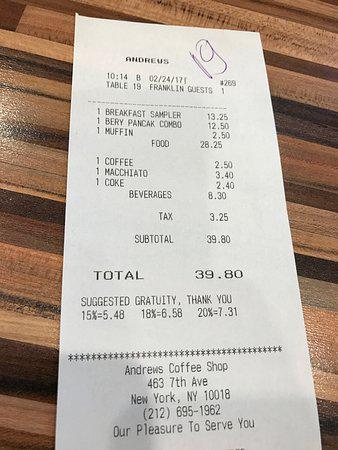 19
ANDREWS
10:14 B 02/24/17[ #269
TABLE 19 FRANKLIN GUESTS 1
1 BREAKFAST SAMPLER 13.25
1 BERY PANCAK COMBO 12.50
1 MUFFIN 2.50
FOOD 28.25
1 COFFEE 2.50
1 MACCHIATO 3.40
1 COKE 2.40
BEVERAGES 8.30
TAX 3.25
SUBTOTAL 39.80
TOTAL 39.80
SUGGESTED GRATUITY, THANK YOU
15%=5.48 18%=6.58 20%=7.31
Andrews Coffee Shop
463 7th Ave
New York, NY 10018
(212) 695-1962
Our Pleasure To Serve You